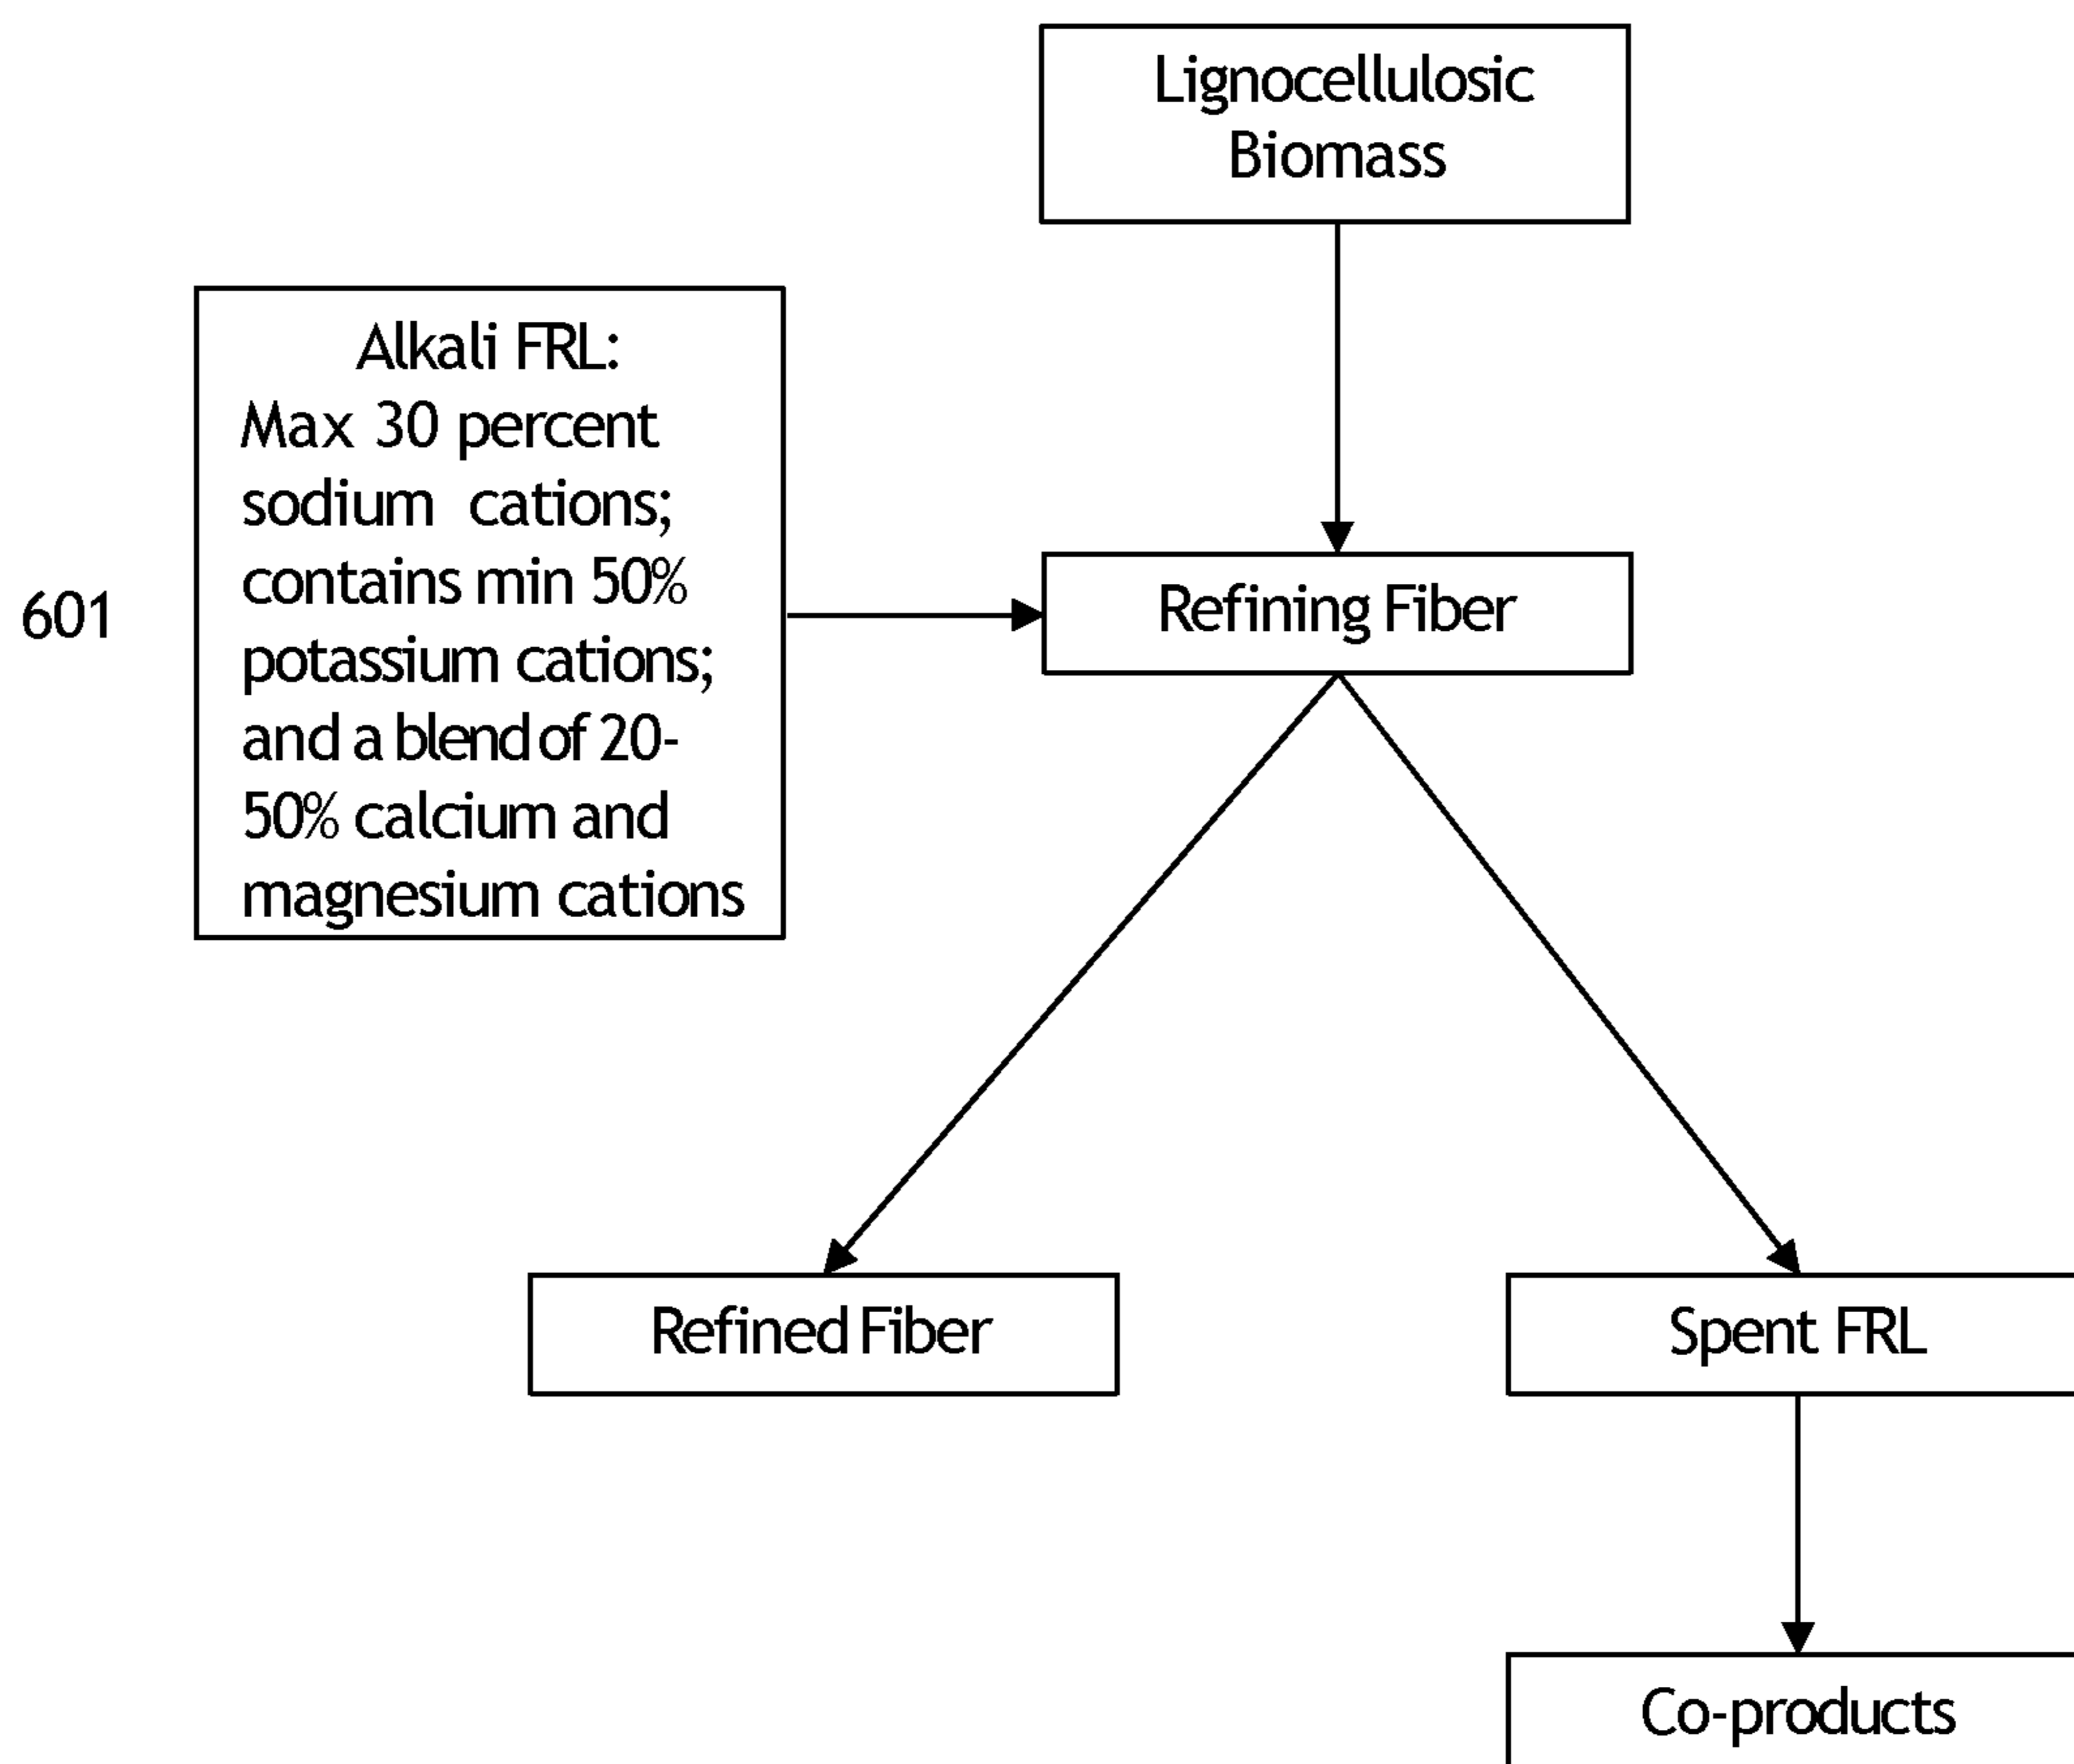 Lignocellulosic
Biomass
Alkali FRL:
Max 30 percent
sodium cations;
contains min 50%
potassium cations;
and a blend of 20-
50% calcium and
magnesium cations
601
Refining Fiber
Refined Fiber
Spent FRL
Co-products